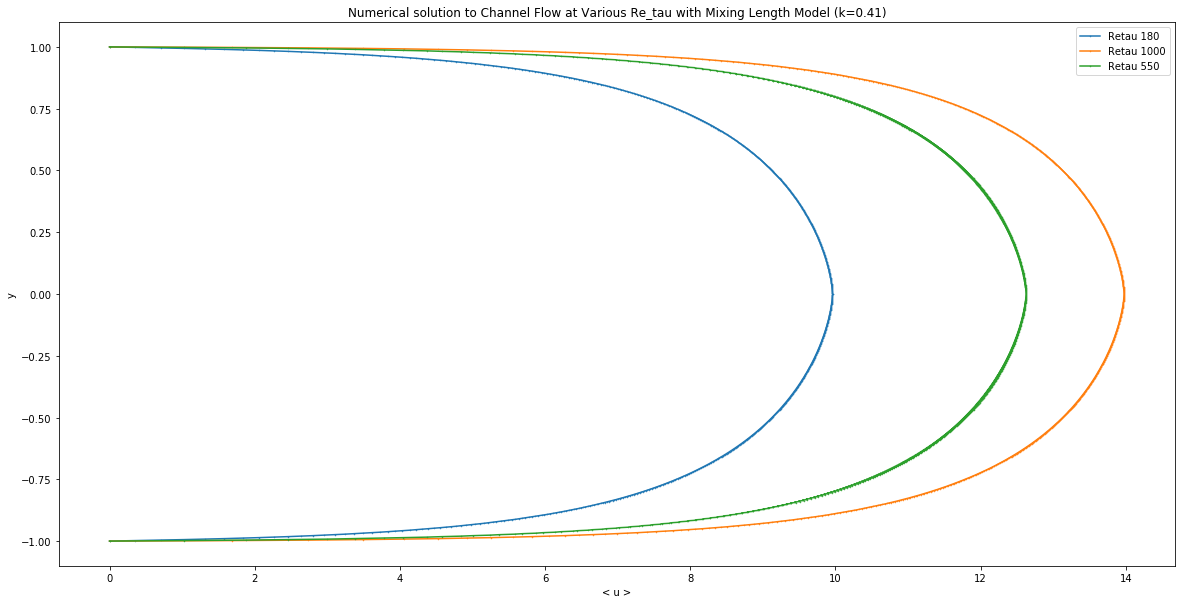 Numerical solution to Channel Flow at Various Re_tau with Mixing Length Model (k=0.41)
Retau 180
Retau 1000
Retau 550
1.00
0.75
0.50
0.25
0.00
−0.25
−0.50
−0.75
−1.00
y
0 2 4 6 8 10 12 14
< u >